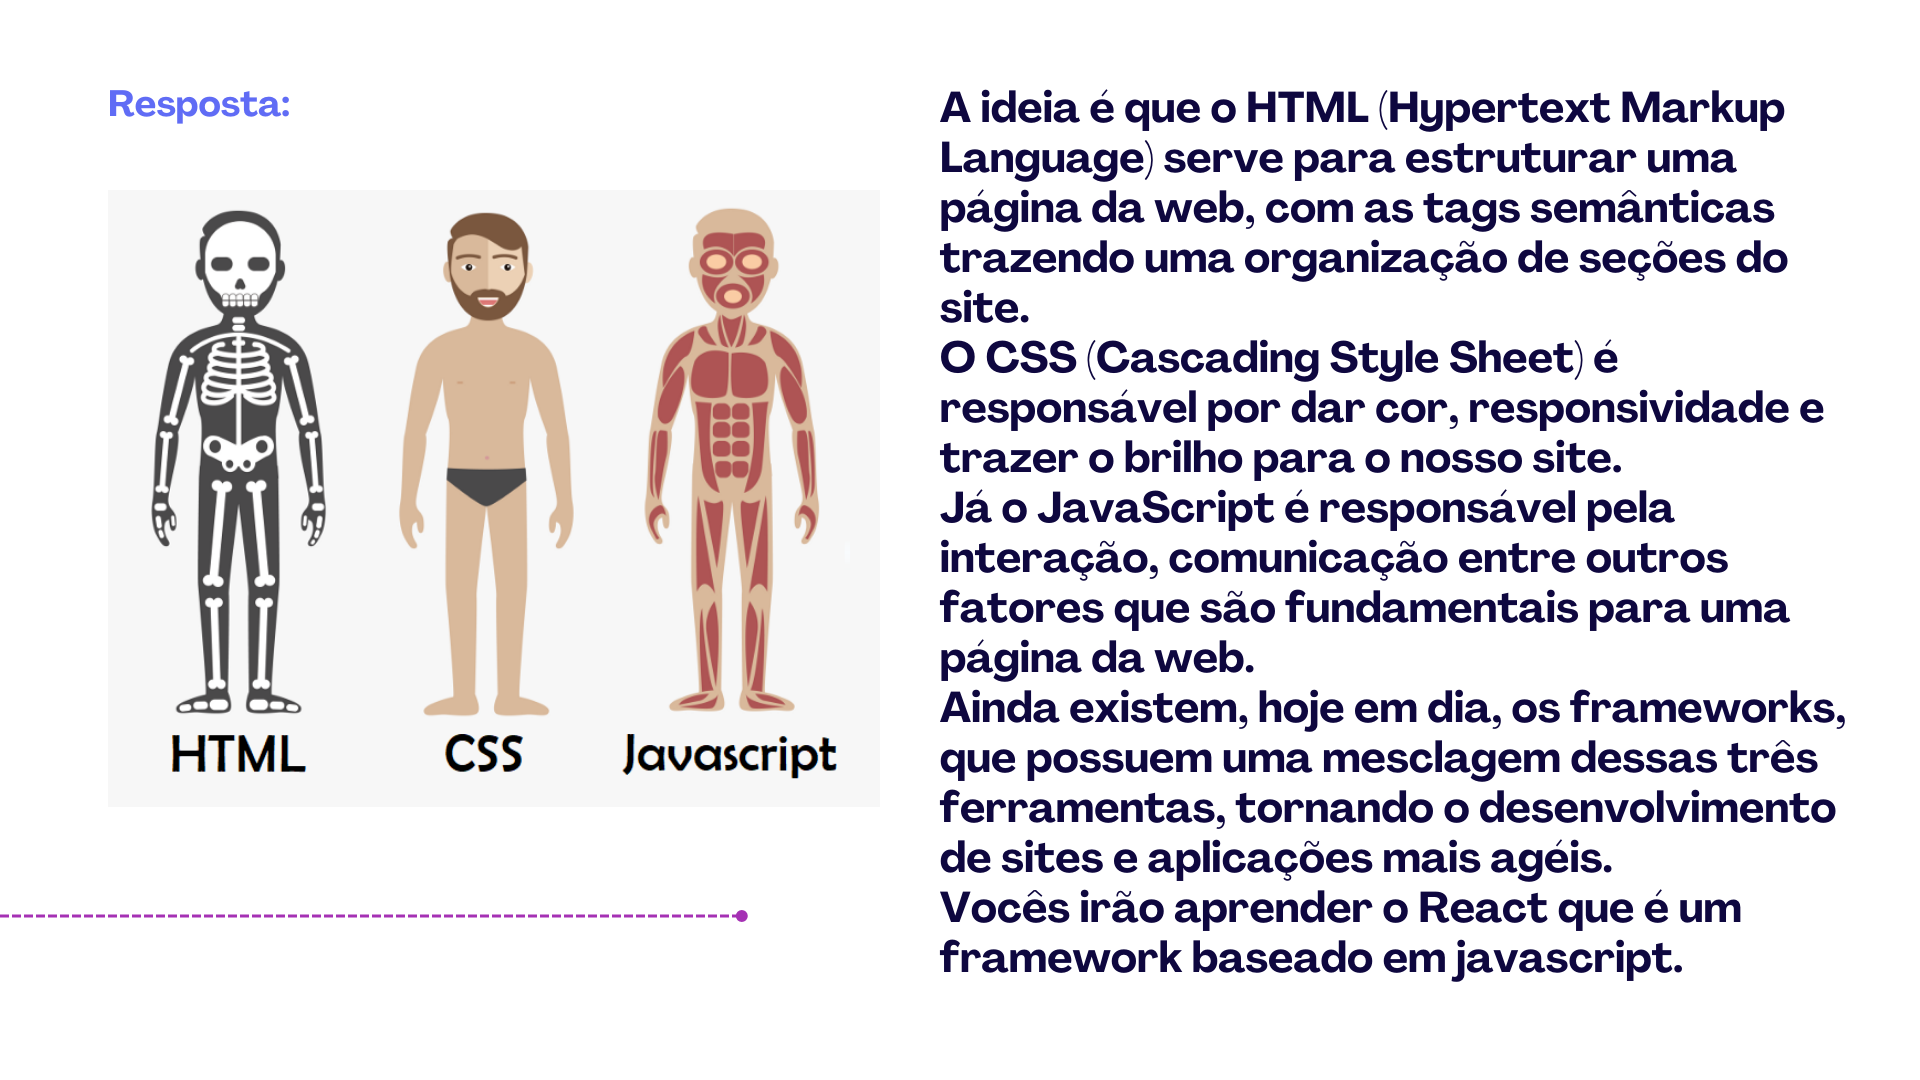 Resposta:
HTML
CSS
Javascript
A ideia é que o HTML (Hypertext Markup
Language) serve para estruturar uma
página da web, com as tags semânticas
trazendo uma organização de seções do
site.
O CSS (Cascading Style Sheet) é
responsável por dar cor, responsividade e
trazer o brilho para o nosso site.
Já o JavaScript é responsável pela
interação, comunicação entre outros
fatores que são fundamentais para uma
página da web.
Ainda existem, hoje em dia, os frameworks,
que possuem uma mesclagem dessas três
ferramentas, tornando o desenvolvimento
de sites e aplicações mais agéis.
Vocês irão aprender o React que é um
framework baseado em javascript.